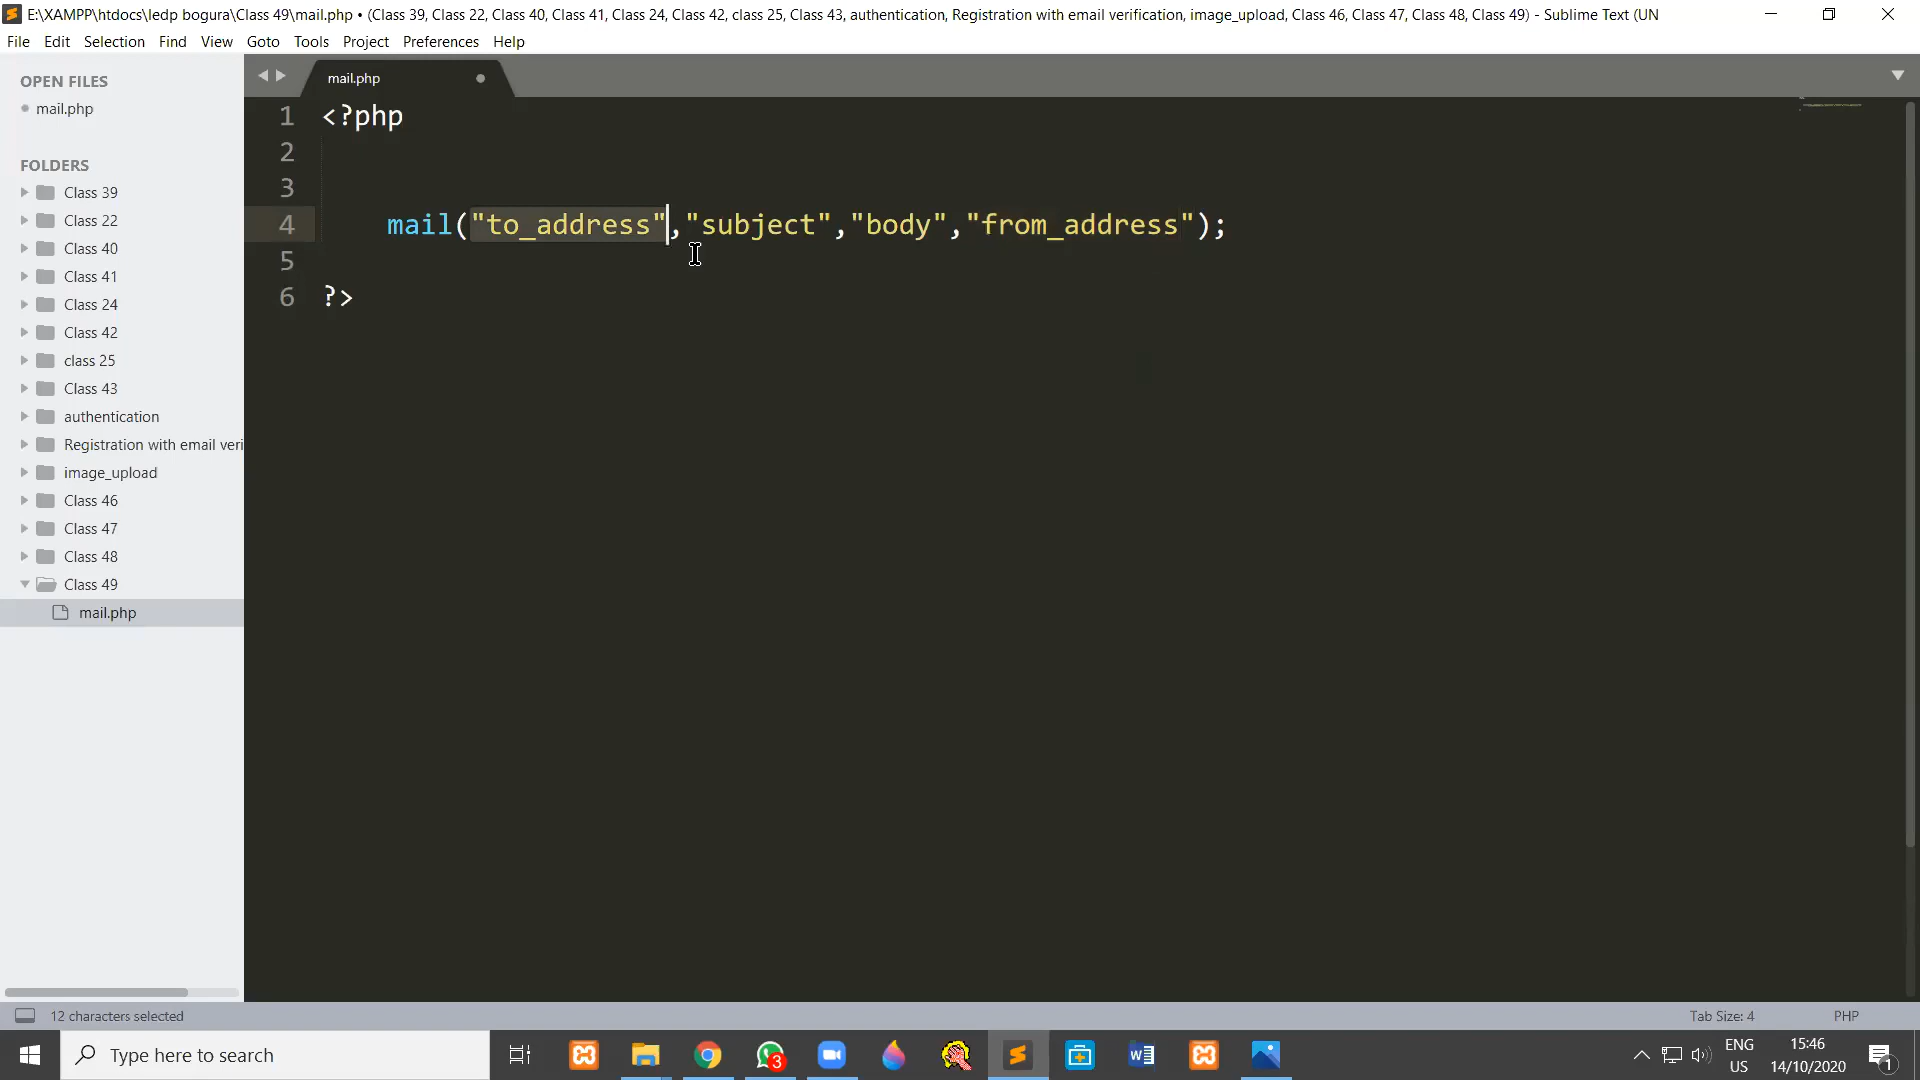 E:\XAMPP\htdocs\ledp bogura\Class 49\mail.php • (Class 39, Class 22, Class 40, Class 41, Class 24, Class 42, class 25, Class 43, authentication, Registration with email verification, image_upload, Class 46, Class 47, Class 48, Class 49) - Sublime Text (UN
File Edit Selection Find View Goto Tools Project Preferences Help
OPEN FILES
mail.php
FOLDERS
Class 39
Class 22
Class 40
Class 41
Class 24
Class 42
class 25
Class 43
authentication
Registration with email veri
image_upload
Class 46
Class 47
Class 48
Class 49
mail.php
mail.php
1 <?php
2
3
4 mail("to_address","subject","body","from_address");
5
6 ?>
12 characters selected
Tab Size: 4
PHP
Type here to search
3
ENG
US
15:46
14/10/2020
1